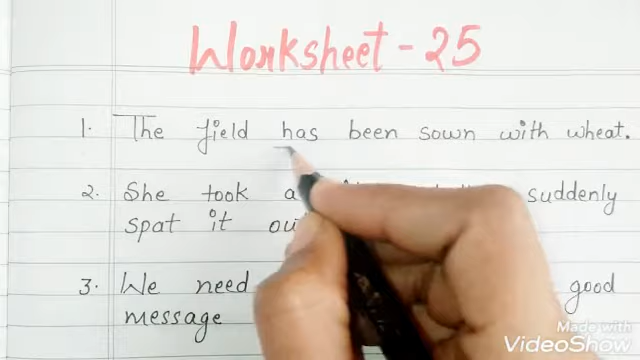 Worksheet - 25
1. The field has been sown with wheat.
2. She took a suddenly
spat it out
3. We need good
message
Made with
VideoShow